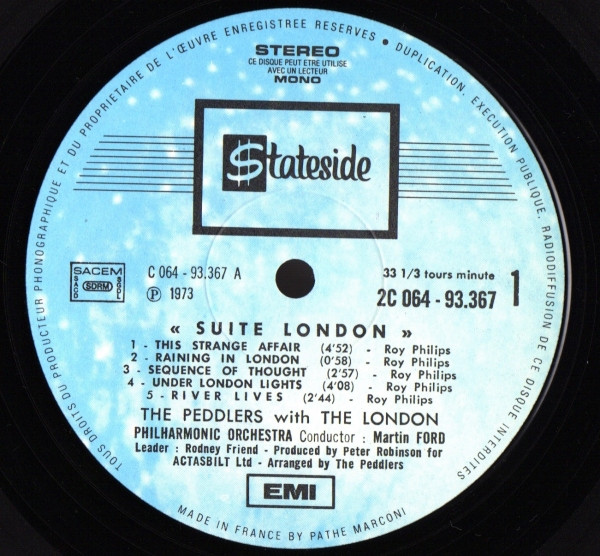 TOUS DROITS DU PRODUCTEUR PHONOGRAPHIQUE ET DU PROPRIETAIRE DE L'ŒUVRE ENREGISTREE RESERVES • DUPLICATION, EXECUTION PUBLIQUE, RADIODIFFUSION DE CE DISQUE INTERDITES
STEREO
CE DISQUE PEUT ETRE UTILISE
AVEC UN LECTEUR
MONO
$tateside
SACEM
SACD SDRM SGDL
C 064 - 93.367 A
Ⓟ 1973
33 1/3 tours minute
2C 064 - 93.367 1
« SUITE LONDON »
1 - THIS STRANGE AFFAIR (4'52) - Roy Philips
2 - RAINING IN LONDON (0'58) - Roy Philips
3 - SEQUENCE OF THOUGHT (2'57) - Roy Philips
4 - UNDER LONDON LIGHTS (4'08) - Roy Philips
5 - RIVER LIVES (2'44) - Roy Philips
THE PEDDLERS with THE LONDON
PHILHARMONIC ORCHESTRA Conductor : Martin FORD
Leader : Rodney Friend - Produced by Peter Robinson for
ACTASBILT Ltd - Arranged by The Peddlers
EMI
MADE IN FRANCE BY PATHE MARCONI